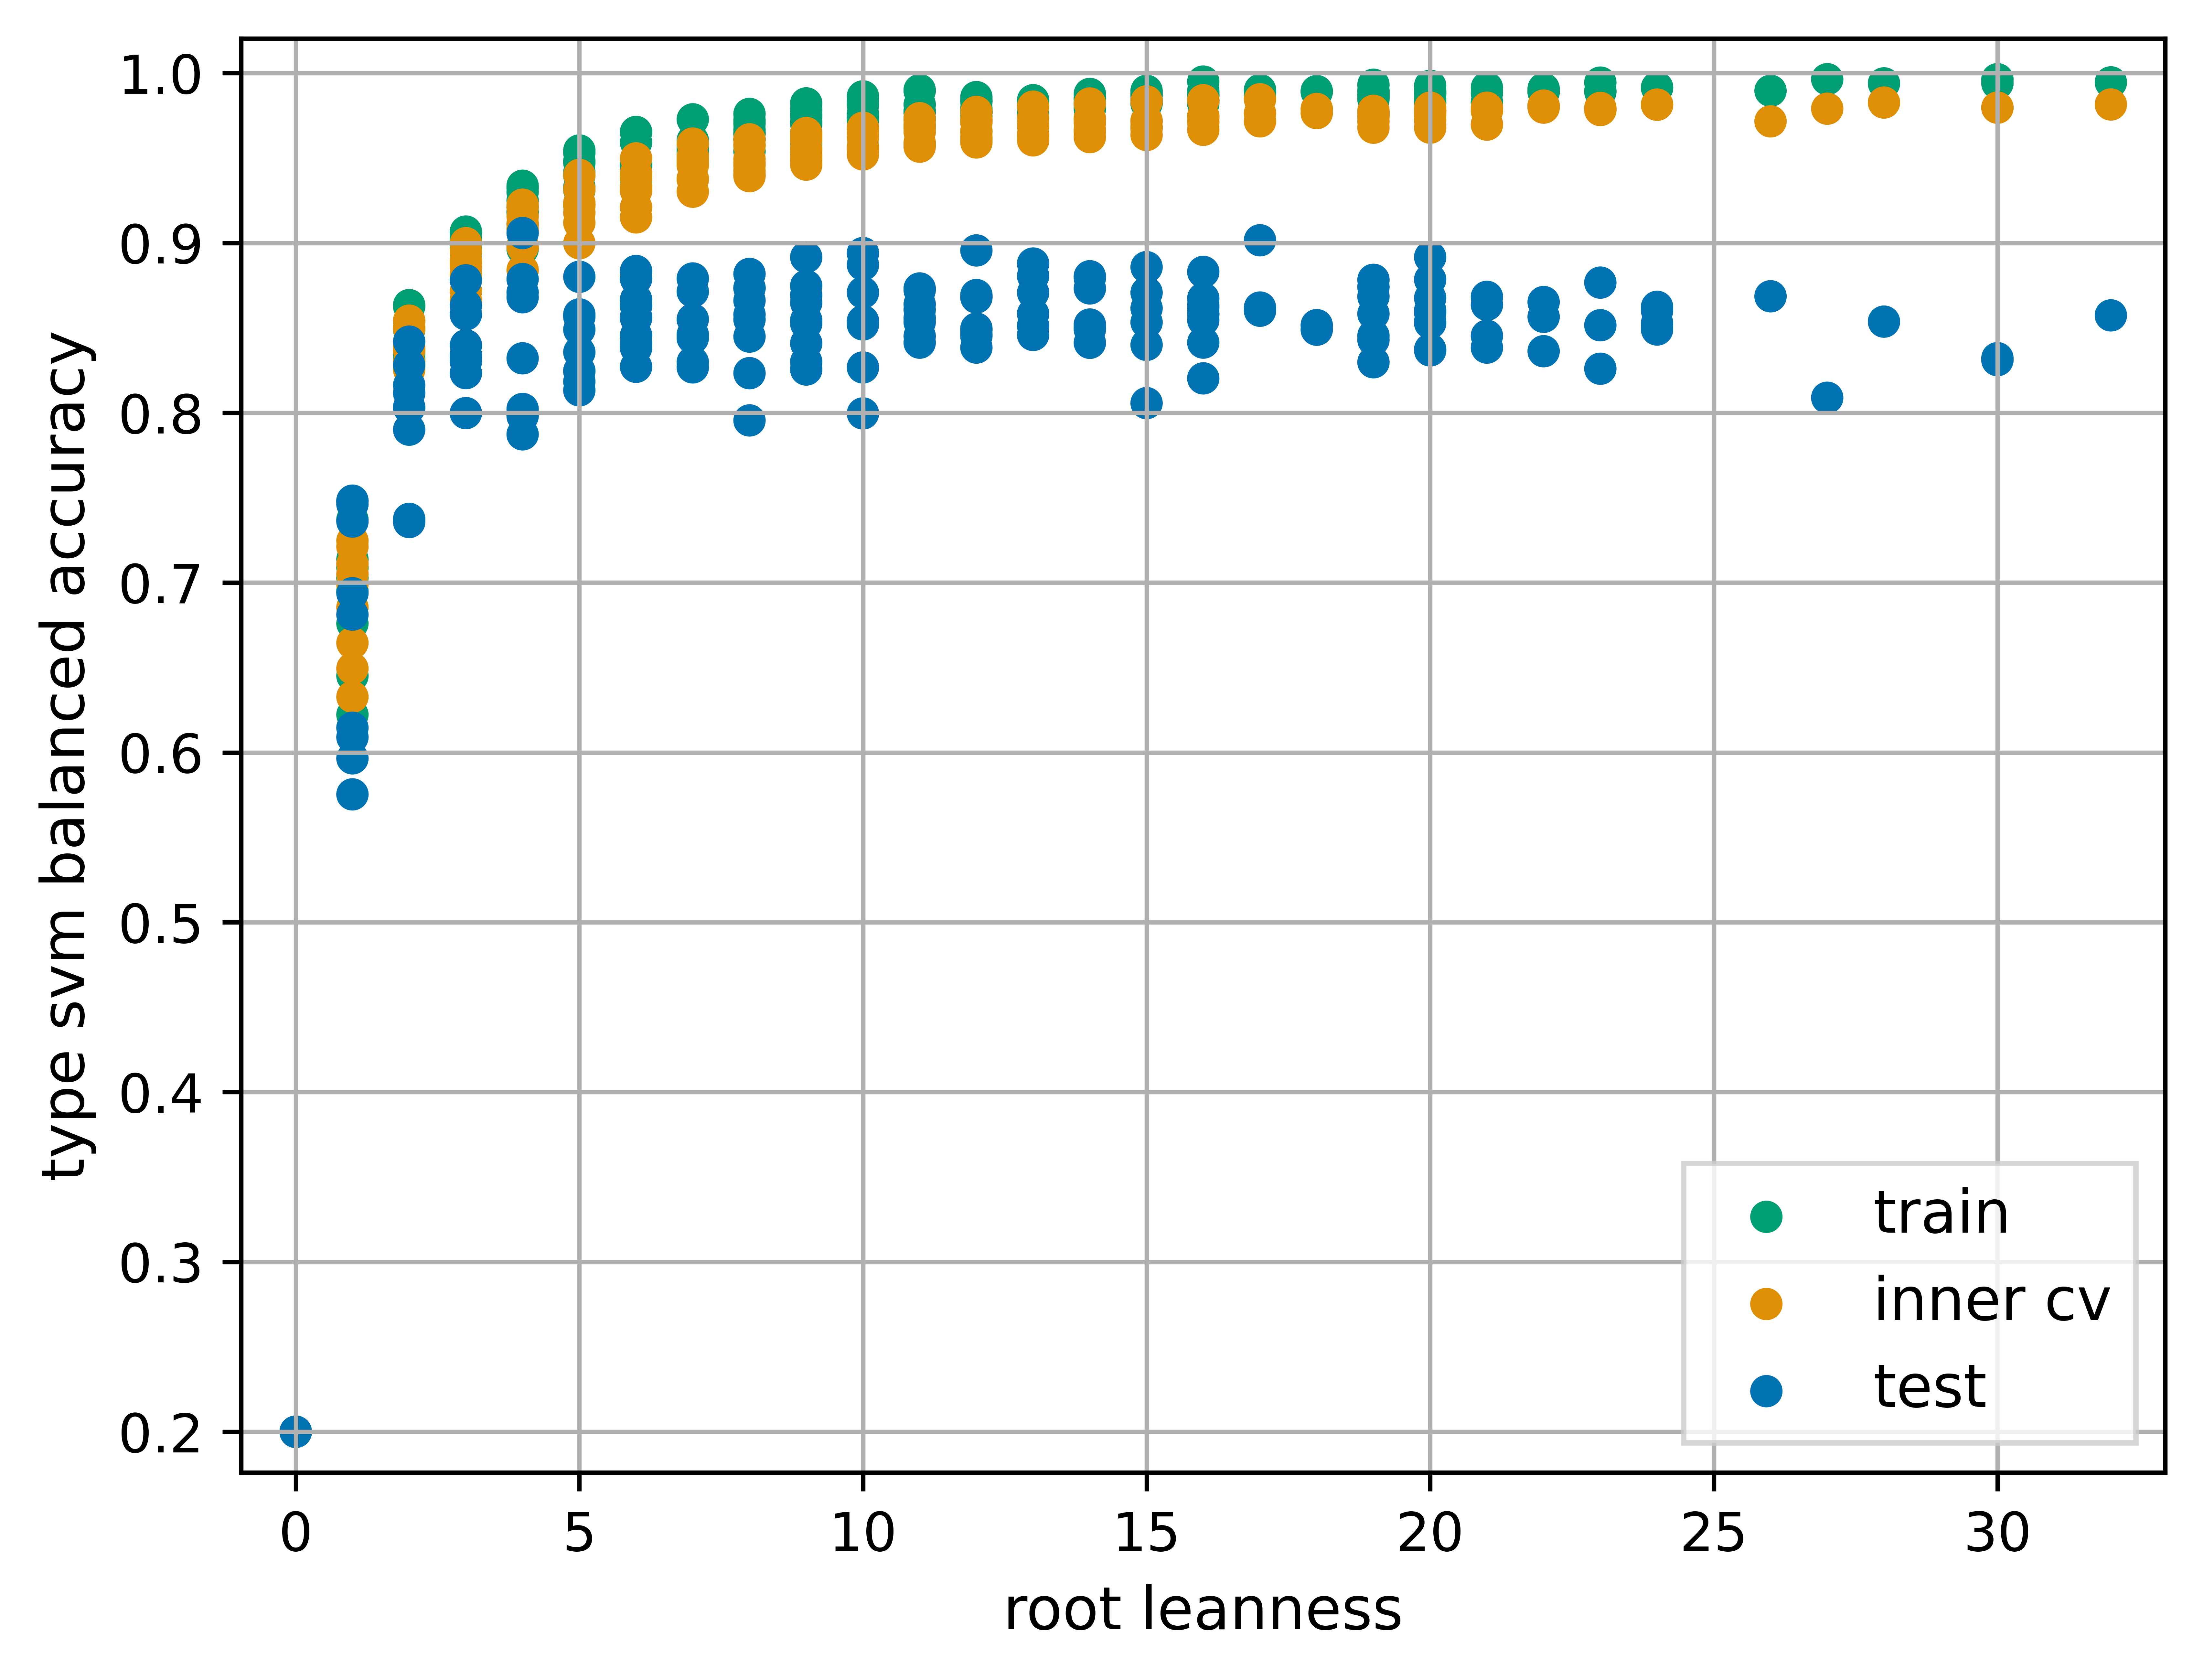 1.0
0.9
0.8
0.7
0.6
0.5
0.4
0.3
0.2
type svm balanced accuracy
train
inner cv
test
0 5 10 15 20 25 30
root leanness